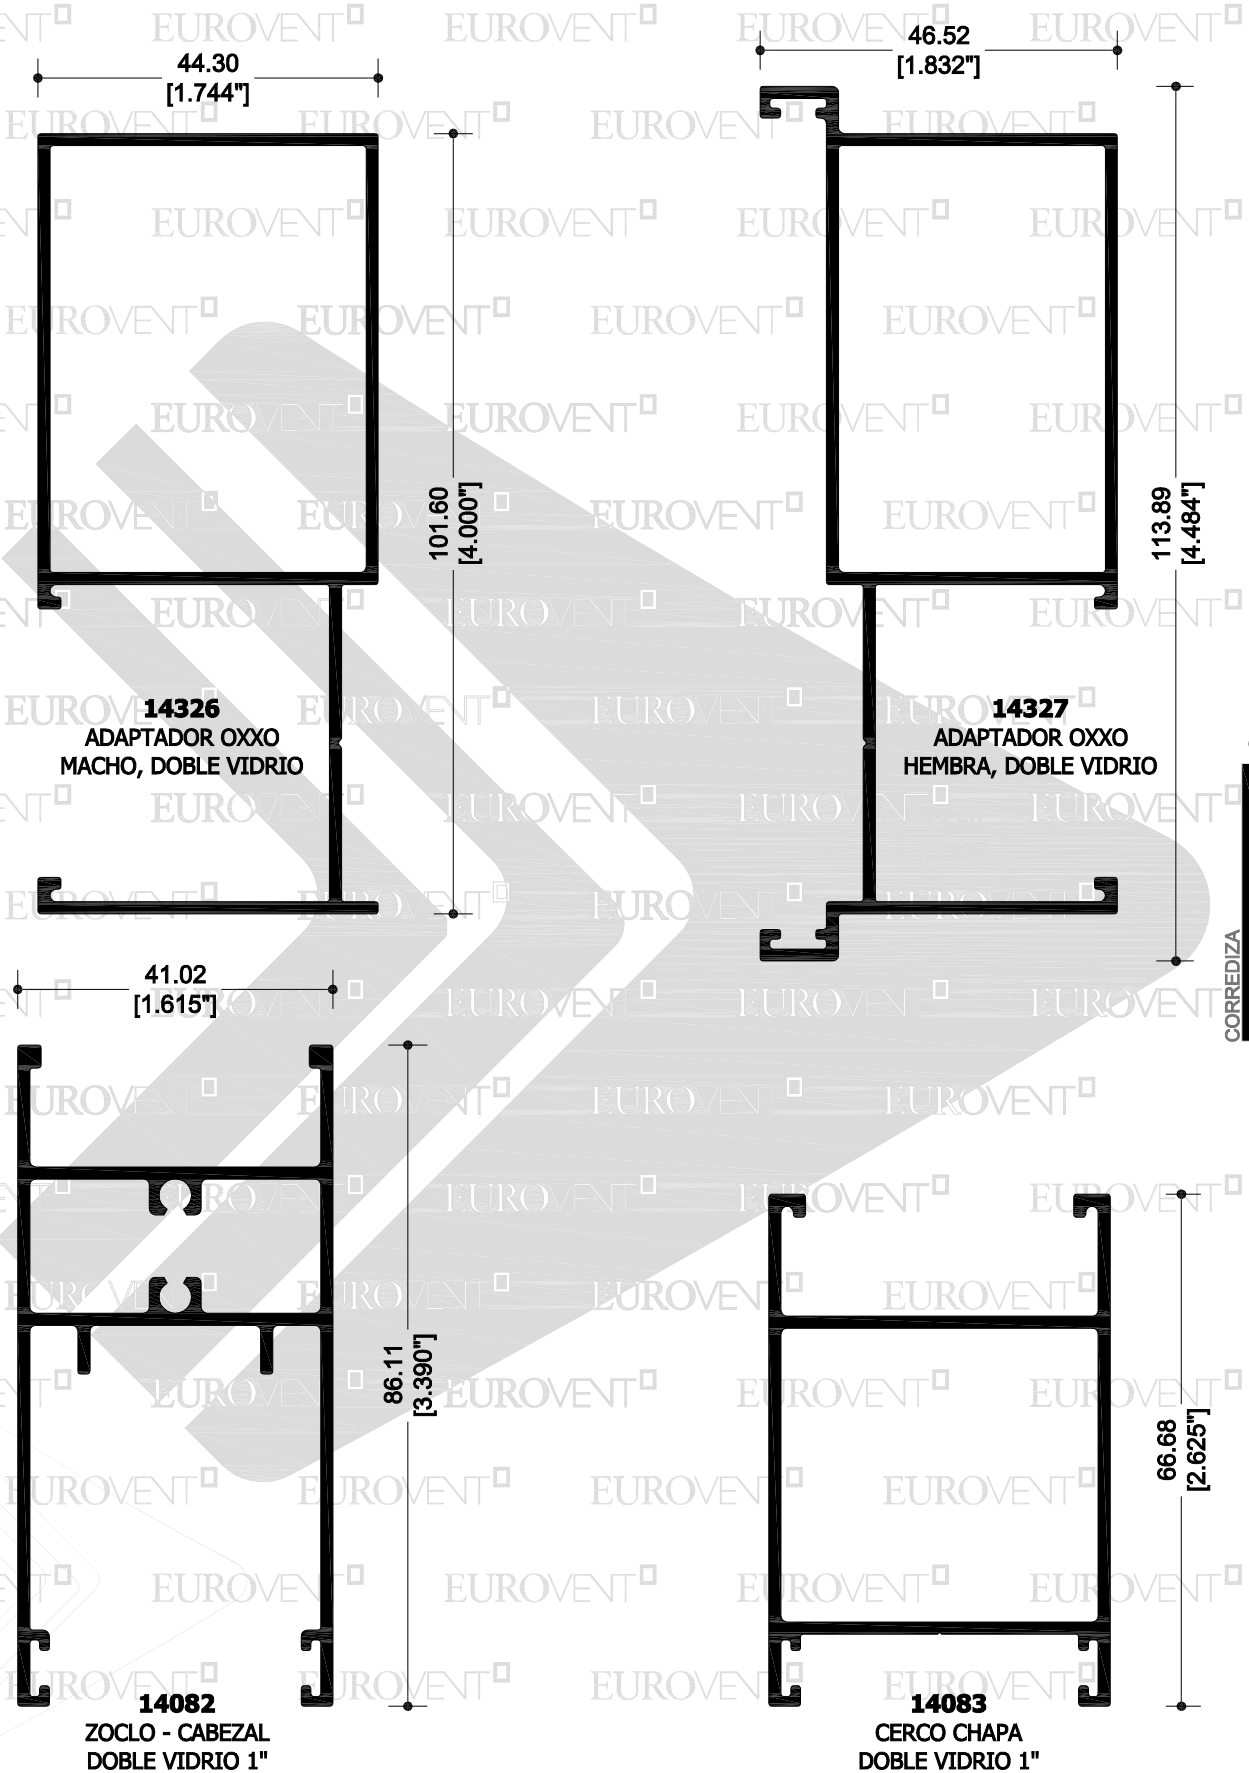 44.30
[1.744"]
46.52
[1.832"]
101.60
[4.000"]
113.89
[4.484"]
14326
ADAPTADOR OXXO
MACHO, DOBLE VIDRIO
14327
ADAPTADOR OXXO
HEMBRA, DOBLE VIDRIO
CORREDIZA
41.02
[1.615"]
86.11
[3.390"]
66.68
[2.625"]
14082
ZOCLO - CABEZAL
DOBLE VIDRIO 1"
14083
CERCO CHAPA
DOBLE VIDRIO 1"
EUROVENT